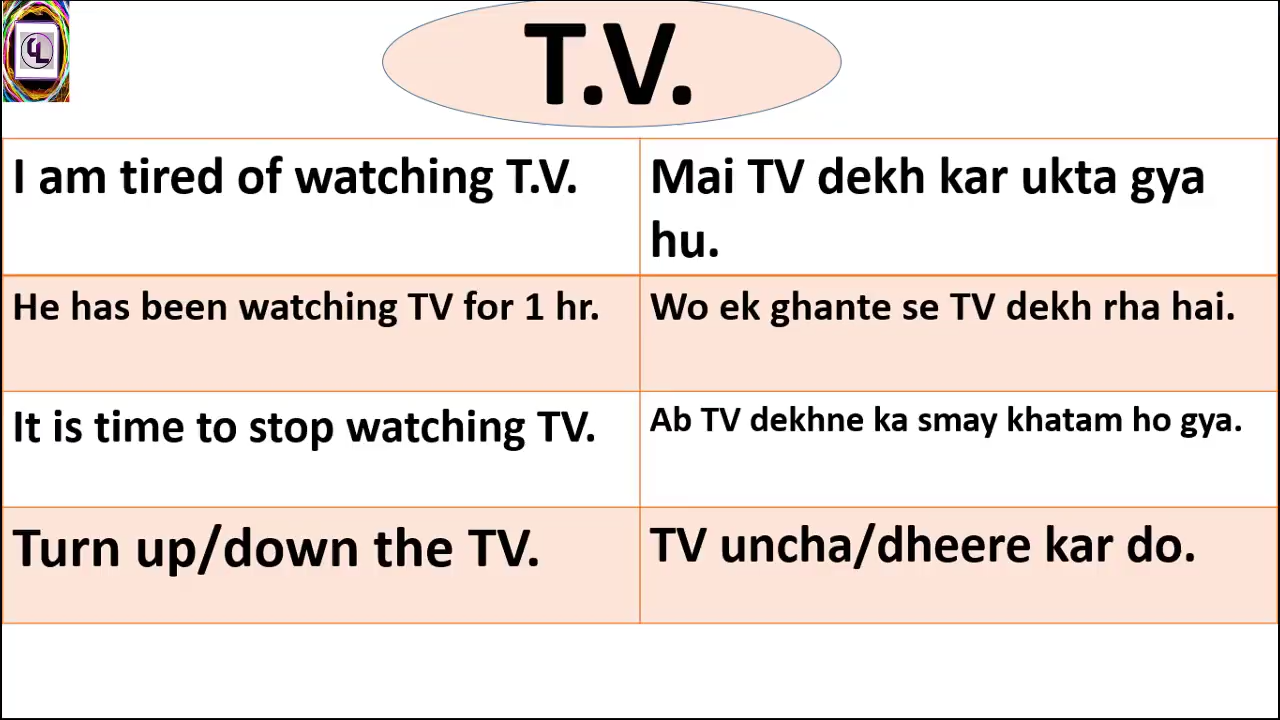 T.V.
I am tired of watching T.V.
Mai TV dekh kar ukta gya
hu.
He has been watching TV for 1 hr.
Wo ek ghante se TV dekh rha hai.
It is time to stop watching TV.
Ab TV dekhne ka smay khatam ho gya.
Turn up/down the TV.
TV uncha/dheere kar do.